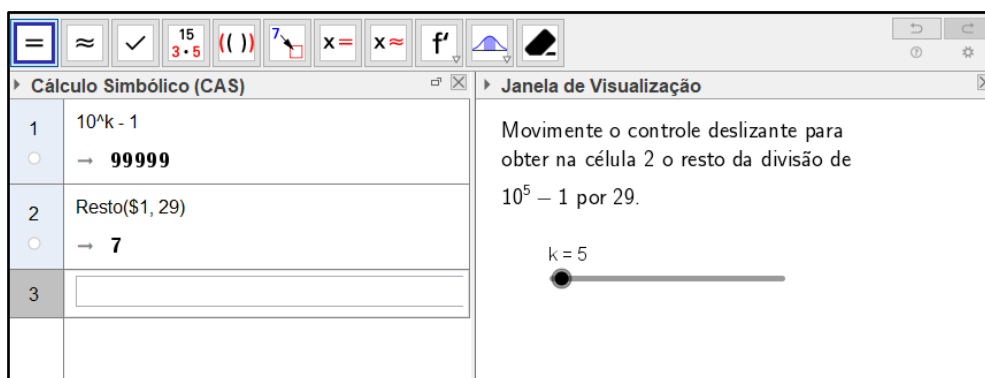 = ≈ ✓ 15 3·5 (( )) 7 x= x≈ f′
Cálculo Simbólico (CAS)
1 10^k - 1
→ 99999
2 Resto($1, 29)
→ 7
3
Janela de Visualização
Movimente o controle deslizante para
obter na célula 2 o resto da divisão de
10⁵ − 1 por 29.
k = 5